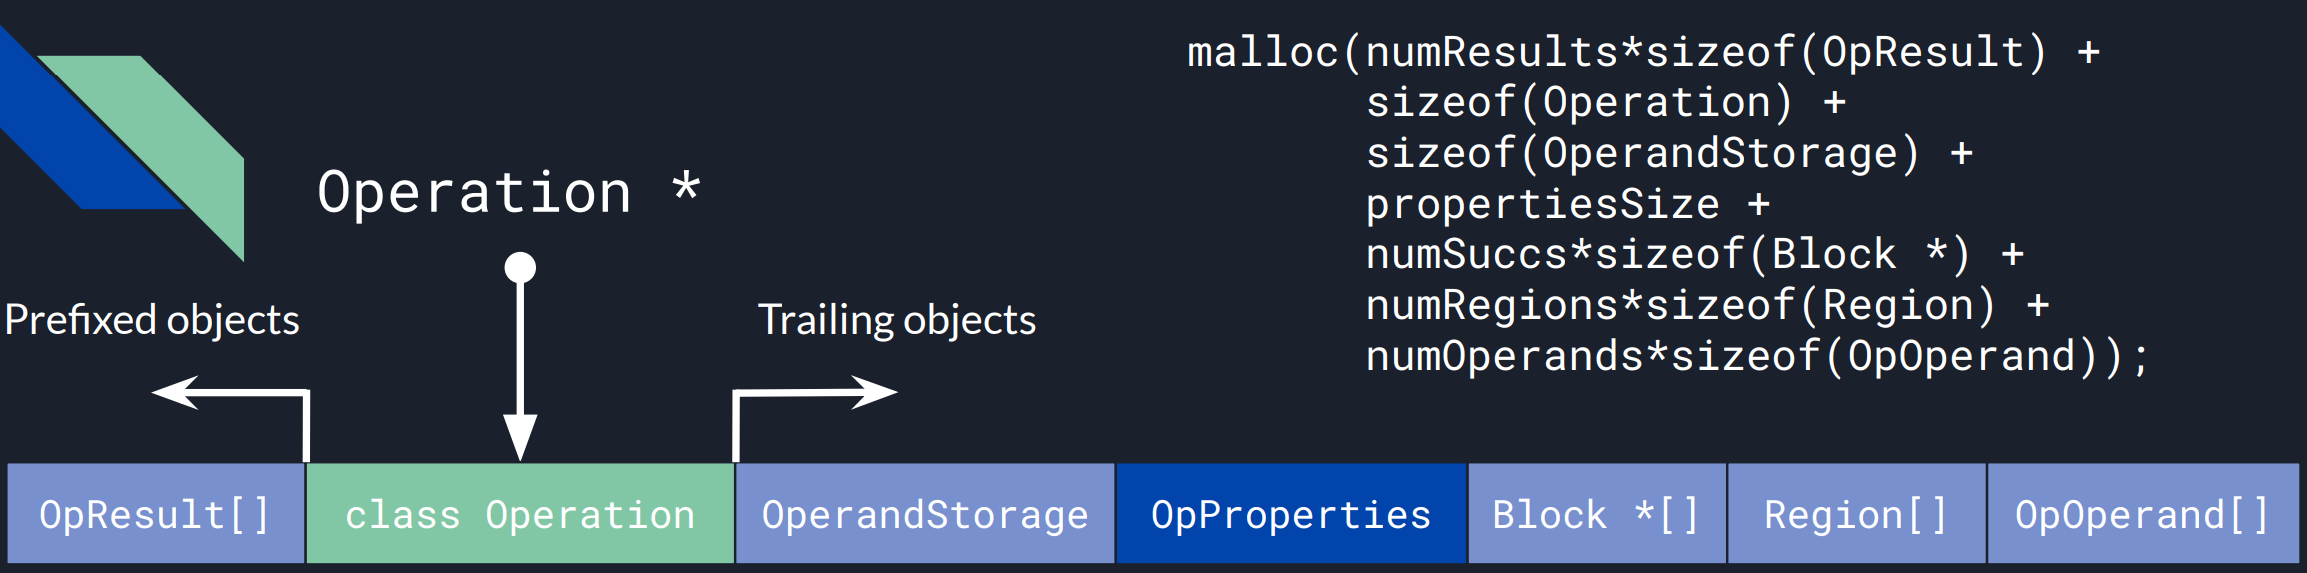 malloc(numResults*sizeof(OpResult) +
sizeof(Operation) +
sizeof(OperandStorage) +
propertiesSize +
numSuccs*sizeof(Block *) +
numRegions*sizeof(Region) +
numOperands*sizeof(OpOperand));
Operation *
Prefixed objects
Trailing objects
OpResult[]
class Operation
OperandStorage
OpProperties
Block *[]
Region[]
OpOperand[]